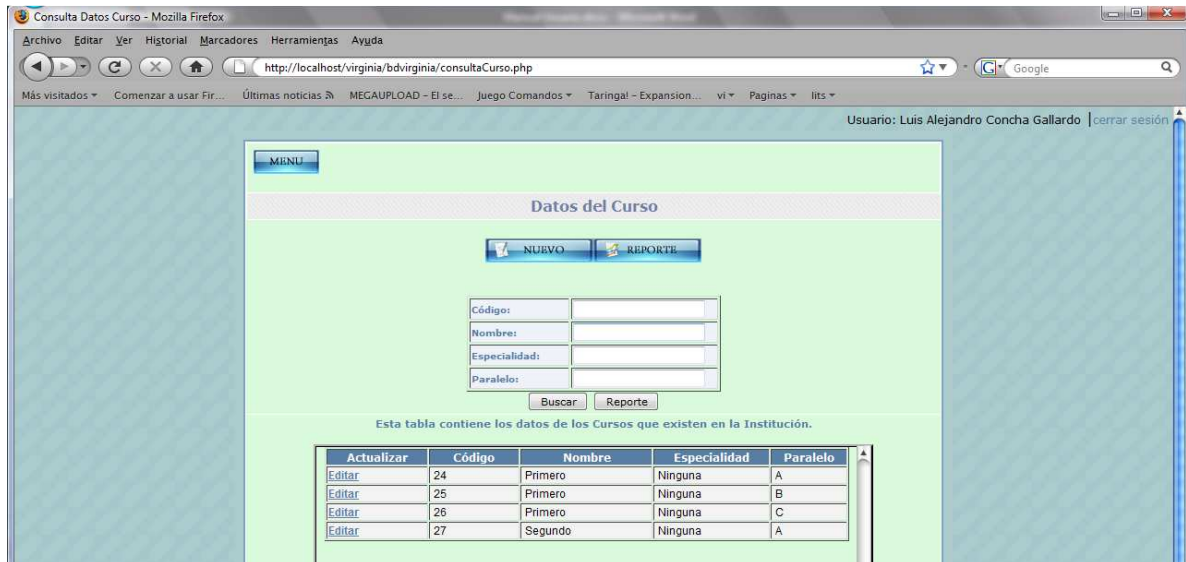 Consulta Datos Curso - Mozilla Firefox
Archivo Editar Ver Historial Marcadores Herramientas Ayuda
http://localhost/virginia/bdvirginia/consultaCurso.php
Google
Más visitados Comenzar a usar Fir... Últimas noticias MEGAUPLOAD - El se... Juego Comandos Taringa! - Expansion... vi Paginas lits
Usuario: Luis Alejandro Concha Gallardo |cerrar sesión
MENU
Datos del Curso
NUEVO REPORTE
Código:
Nombre:
Especialidad:
Paralelo:
Buscar Reporte
Esta tabla contiene los datos de los Cursos que existen en la Institución.
Actualizar Código Nombre Especialidad Paralelo
Editar 24 Primero Ninguna A
Editar 25 Primero Ninguna B
Editar 26 Primero Ninguna C
Editar 27 Segundo Ninguna A